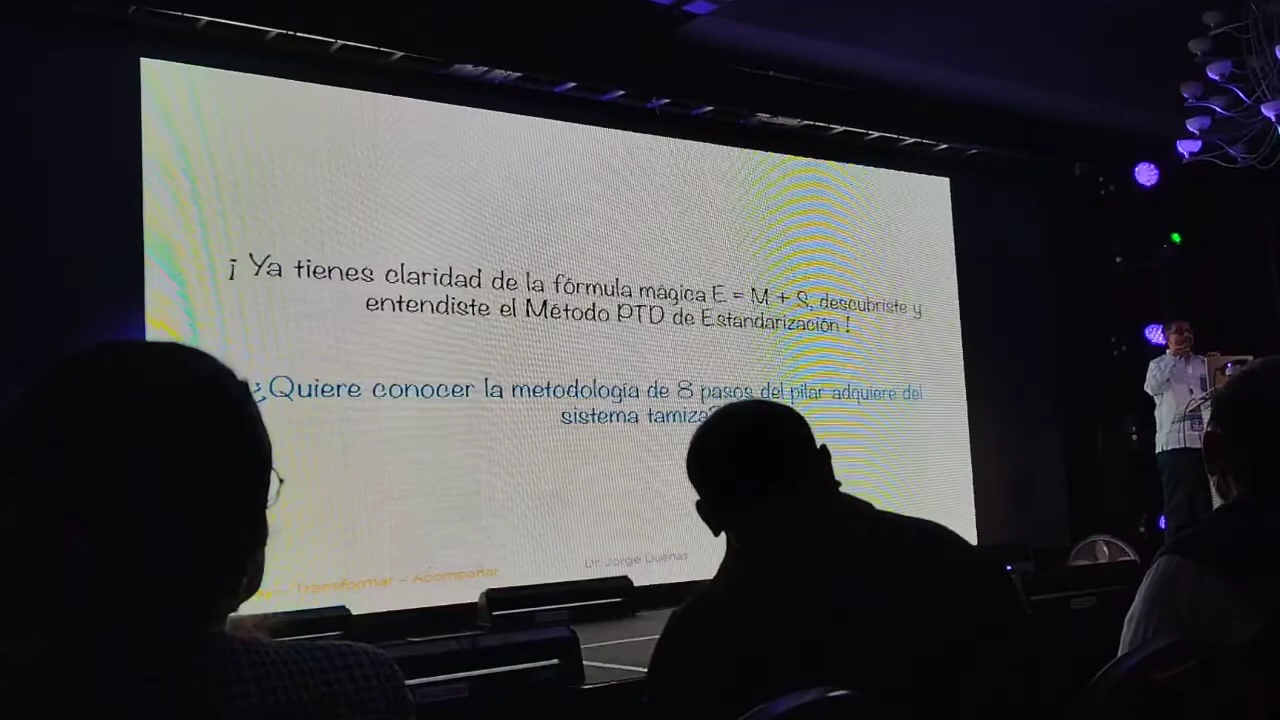 ¡ Ya tienes claridad de la fórmula mágica E = M + S, descubriste y
entendiste el Método PTD de Estandarización !
¿Quiere conocer la metodología de 8 pasos del pilar adquiere del
sistema tamiz
Transformar – Acompañar
Dr Jorge Dueñas